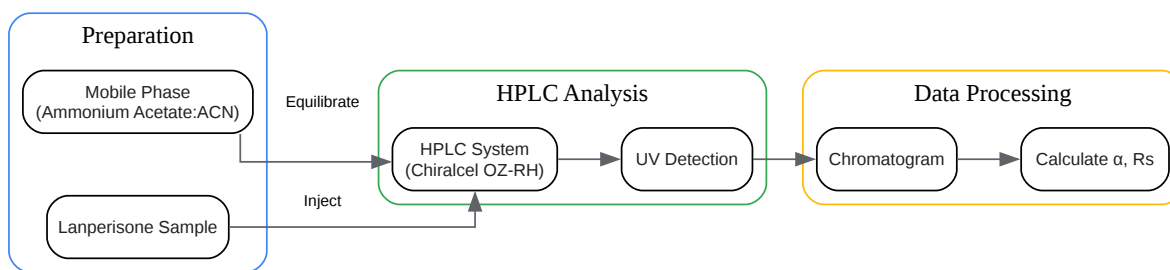 Preparation
Mobile Phase
(Ammonium Acetate:ACN)
Lanperisone Sample
Equilibrate
Inject
HPLC Analysis
HPLC System
(Chiralcel OZ-RH)
UV Detection
Data Processing
Chromatogram
Calculate α, Rs